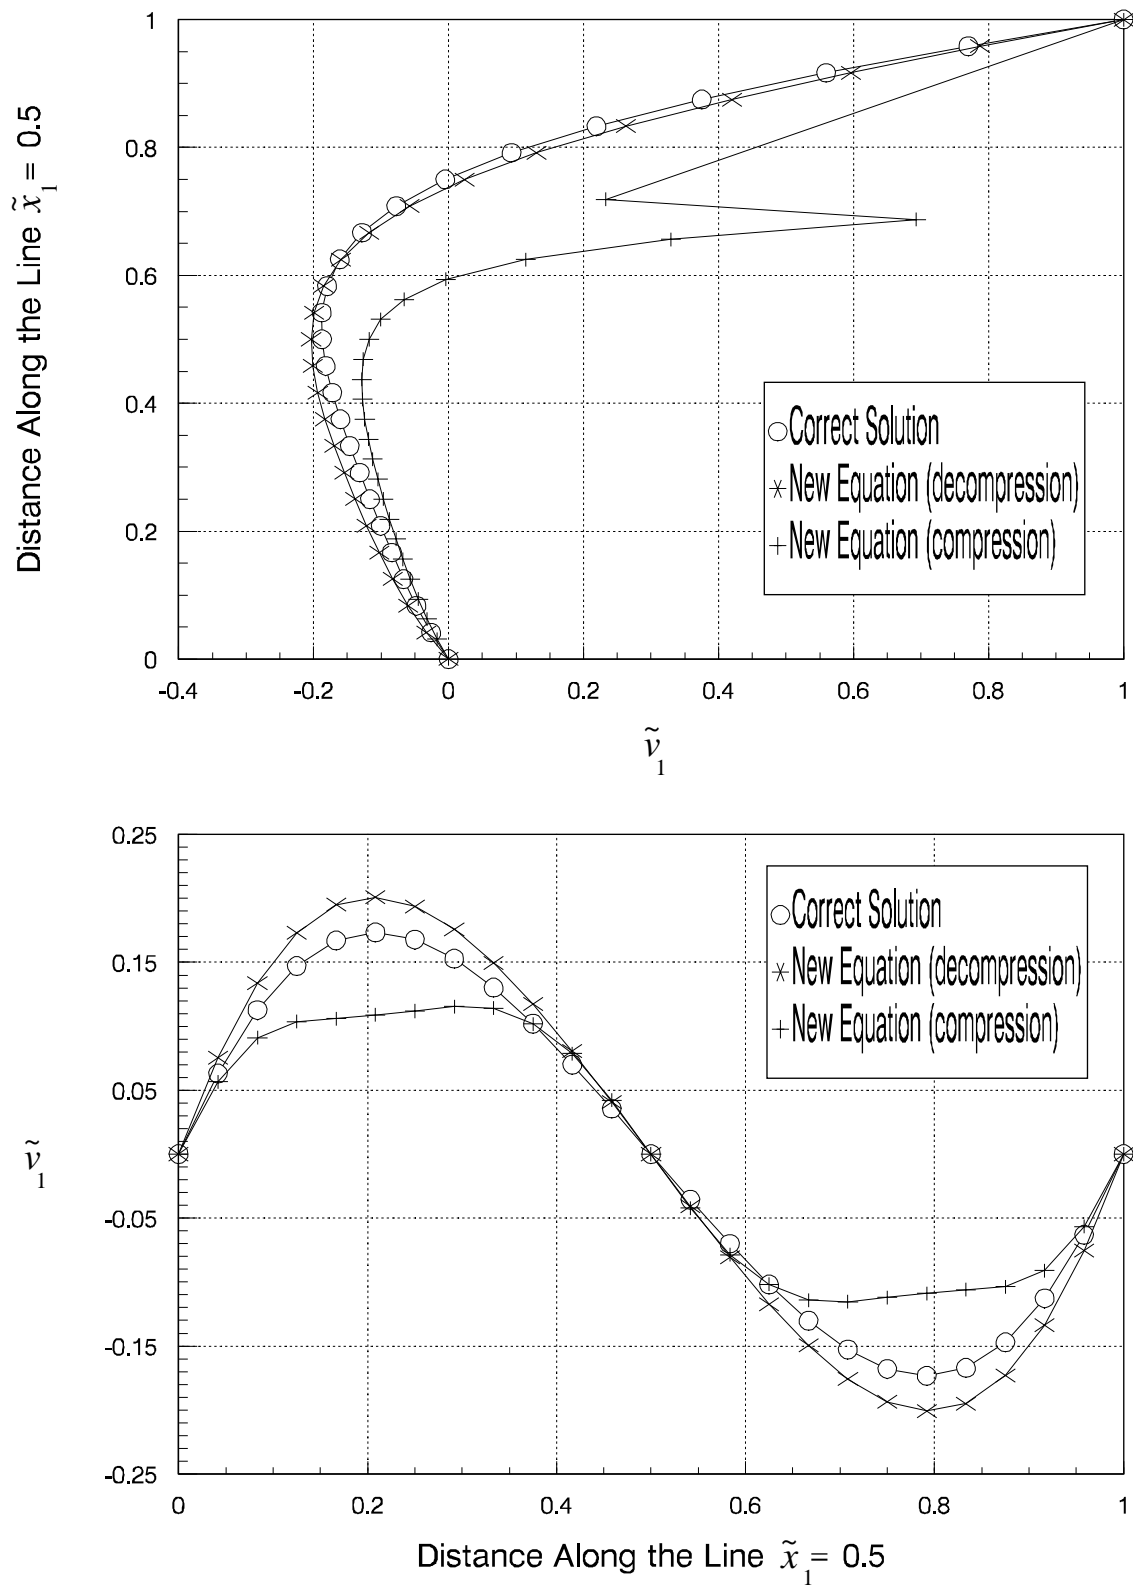 1
0.8
0.6
0.4
0.2
0
Distance Along the Line x̃₁ = 0.5
-0.4 -0.2 0 0.2 0.4 0.6 0.8 1
ṽ₁
Correct Solution
New Equation (decompression)
New Equation (compression)
0.25
0.15
0.05
-0.05
-0.15
-0.25
ṽ₁
0 0.2 0.4 0.6 0.8 1
Distance Along the Line x̃₁ = 0.5
Correct Solution
New Equation (decompression)
New Equation (compression)